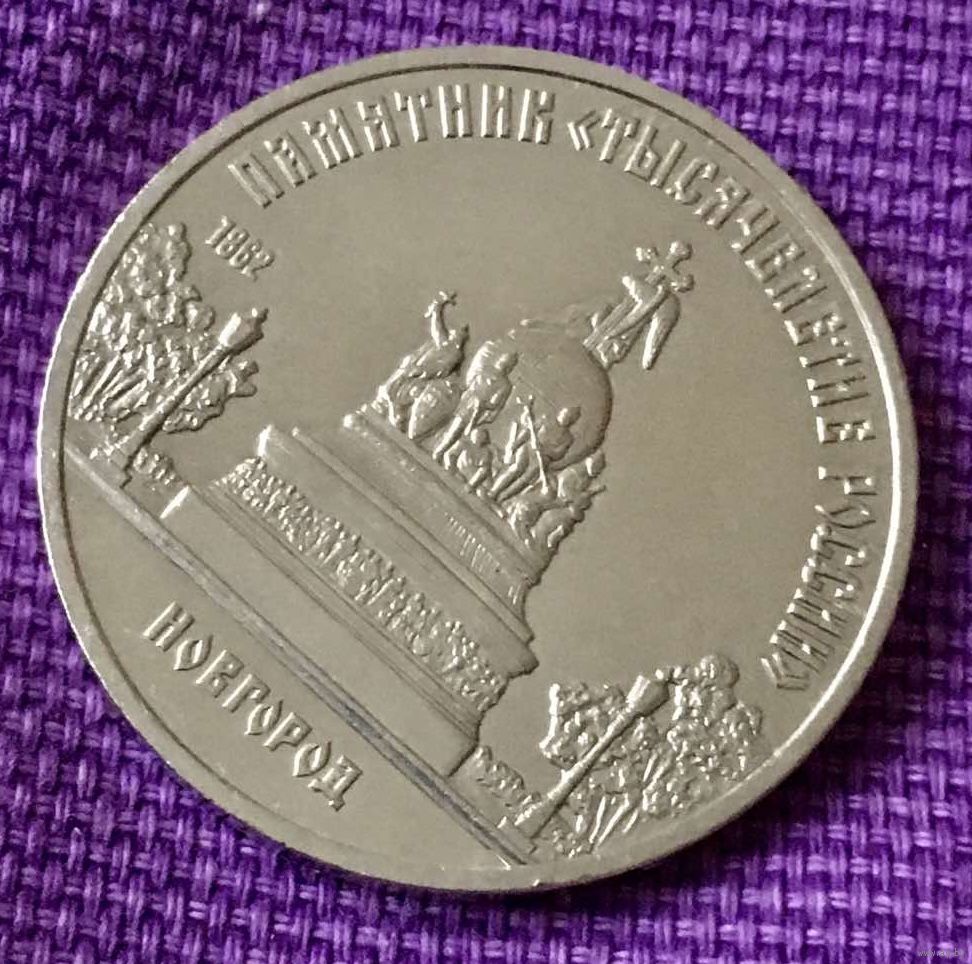 ПАМЯТНИК «ТЫСЯЧЕЛЕТИЕ РОССИИ»
1862
НОВГОРОД